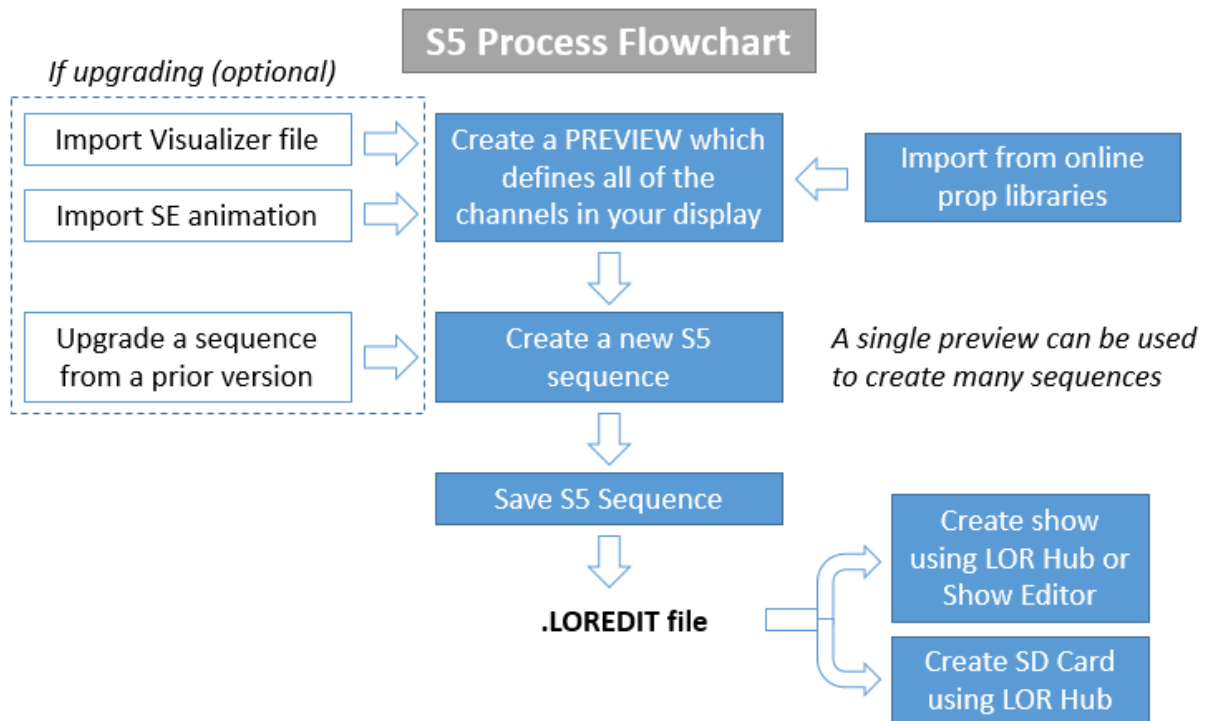 S5 Process Flowchart
If upgrading (optional)
Import Visualizer file
Import SE animation
Create a PREVIEW which
defines all of the
channels in your display
Import from online
prop libraries
Upgrade a sequence
from a prior version
Create a new S5
sequence
A single preview can be used
to create many sequences
Save S5 Sequence
.LOREDIT file
Create show
using LOR Hub or
Show Editor
Create SD Card
using LOR Hub